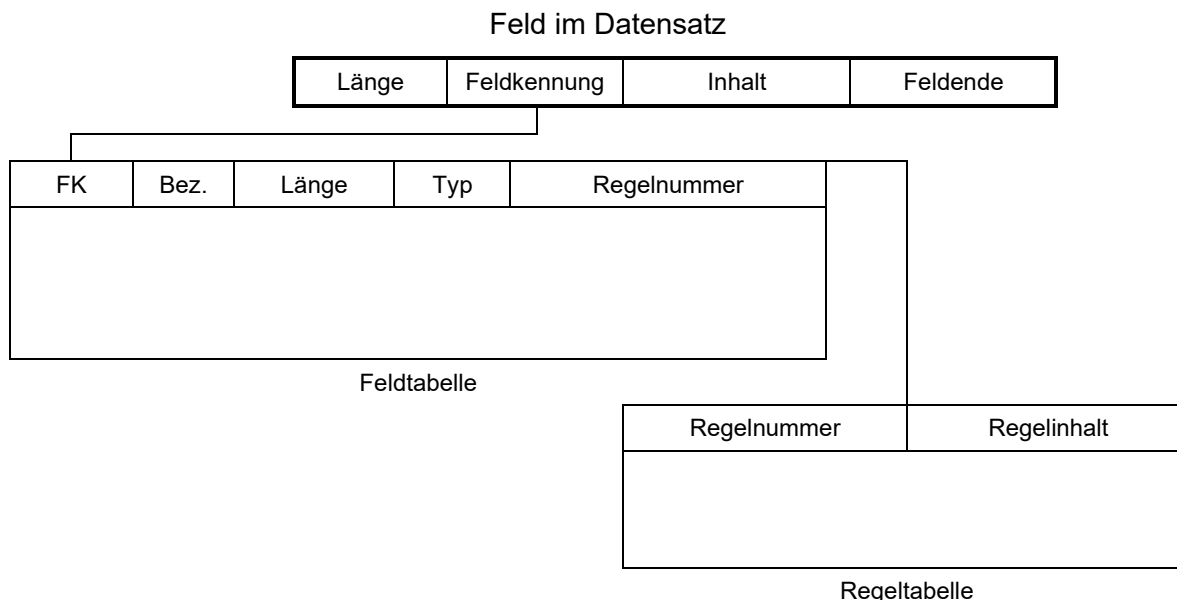 Feld im Datensatz
Länge Feldkennung Inhalt Feldende
FK Bez. Länge Typ Regelnummer
Feldtabelle
Regelnummer Regelinhalt
Regeltabelle